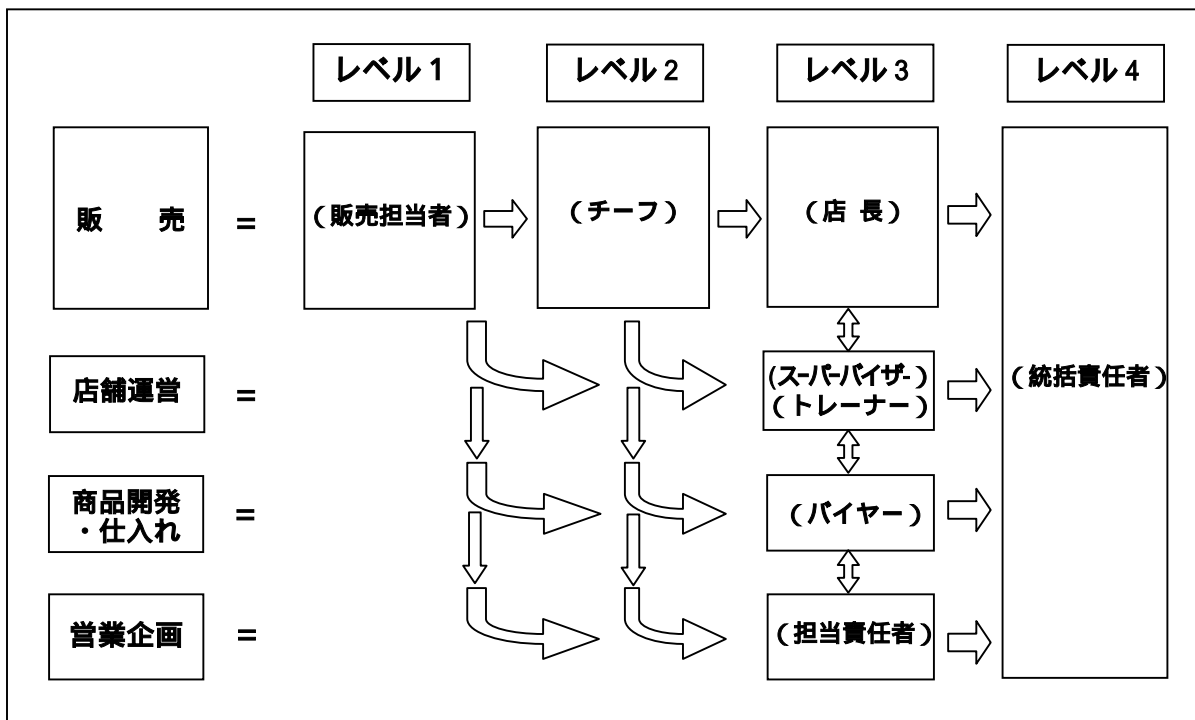 レベル1 レベル2 レベル3 レベル4
販 売 = (販売担当者) (チーフ) (店 長)
店舗運営 = (スーパーバイザー) (統括責任者)
(トレーナー)
商品開発
・仕入れ = (バイヤー)
営業企画 = (担当責任者)